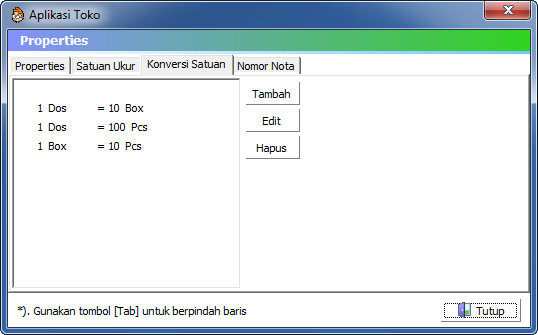 Aplikasi Toko
Properties
Properties Satuan Ukur Konversi Satuan Nomor Nota
1 Dos = 10 Box
1 Dos = 100 Pcs
1 Box = 10 Pcs
Tambah
Edit
Hapus
*). Gunakan tombol [Tab] untuk berpindah baris
Tutup